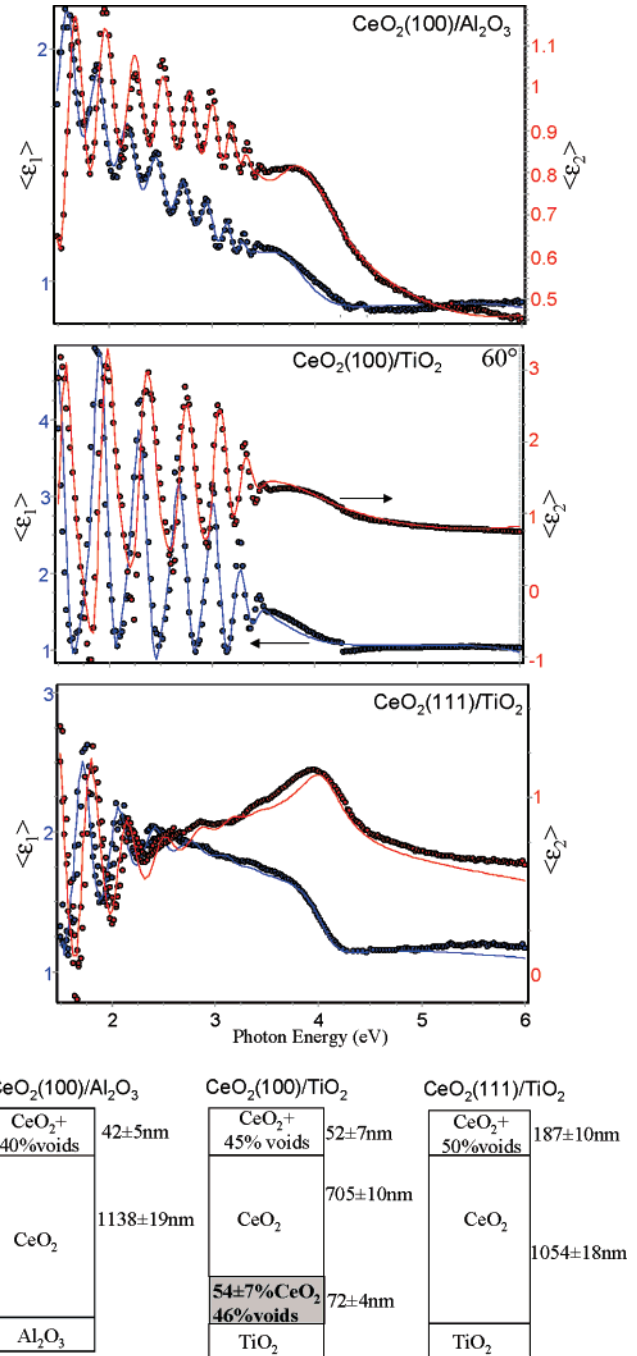 CeO₂(100)/Al₂O₃
2
1
<ε₁>
1.1
1
0.9
0.8
0.7
0.6
0.5
<ε₂>
CeO₂(100)/TiO₂ 60°
4
3
2
1
<ε₁>
3
2
1
0
-1
<ε₂>
CeO₂(111)/TiO₂
3
2
1
<ε₁>
1
0
<ε₂>
2 3 4 5 6
Photon Energy (eV)
CeO₂(100)/Al₂O₃ CeO₂(100)/TiO₂ CeO₂(111)/TiO₂
CeO₂+
40%voids
42±5nm
CeO₂
1138±19nm
Al₂O₃
CeO₂+
45% voids
52±7nm
CeO₂
705±10nm
54±7%CeO₂
46%voids
72±4nm
TiO₂
CeO₂+
50%voids
187±10nm
CeO₂
1054±18nm
TiO₂